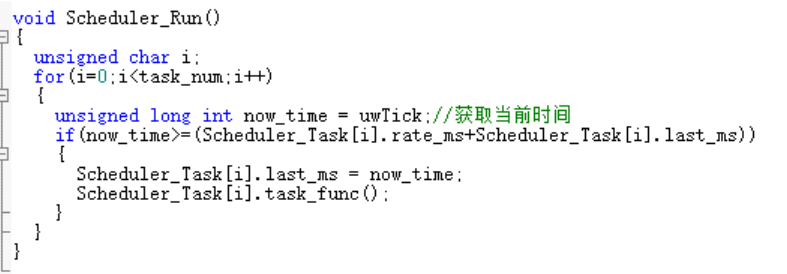 void Scheduler_Run()
{
  unsigned char i;
  for(i=0;i<task_num;i++)
  {
    unsigned long int now_time = uwTick;//获取当前时间
    if(now_time>=(Scheduler_Task[i].rate_ms+Scheduler_Task[i].last_ms))
    {
      Scheduler_Task[i].last_ms = now_time;
      Scheduler_Task[i].task_func();
    }
  }
}